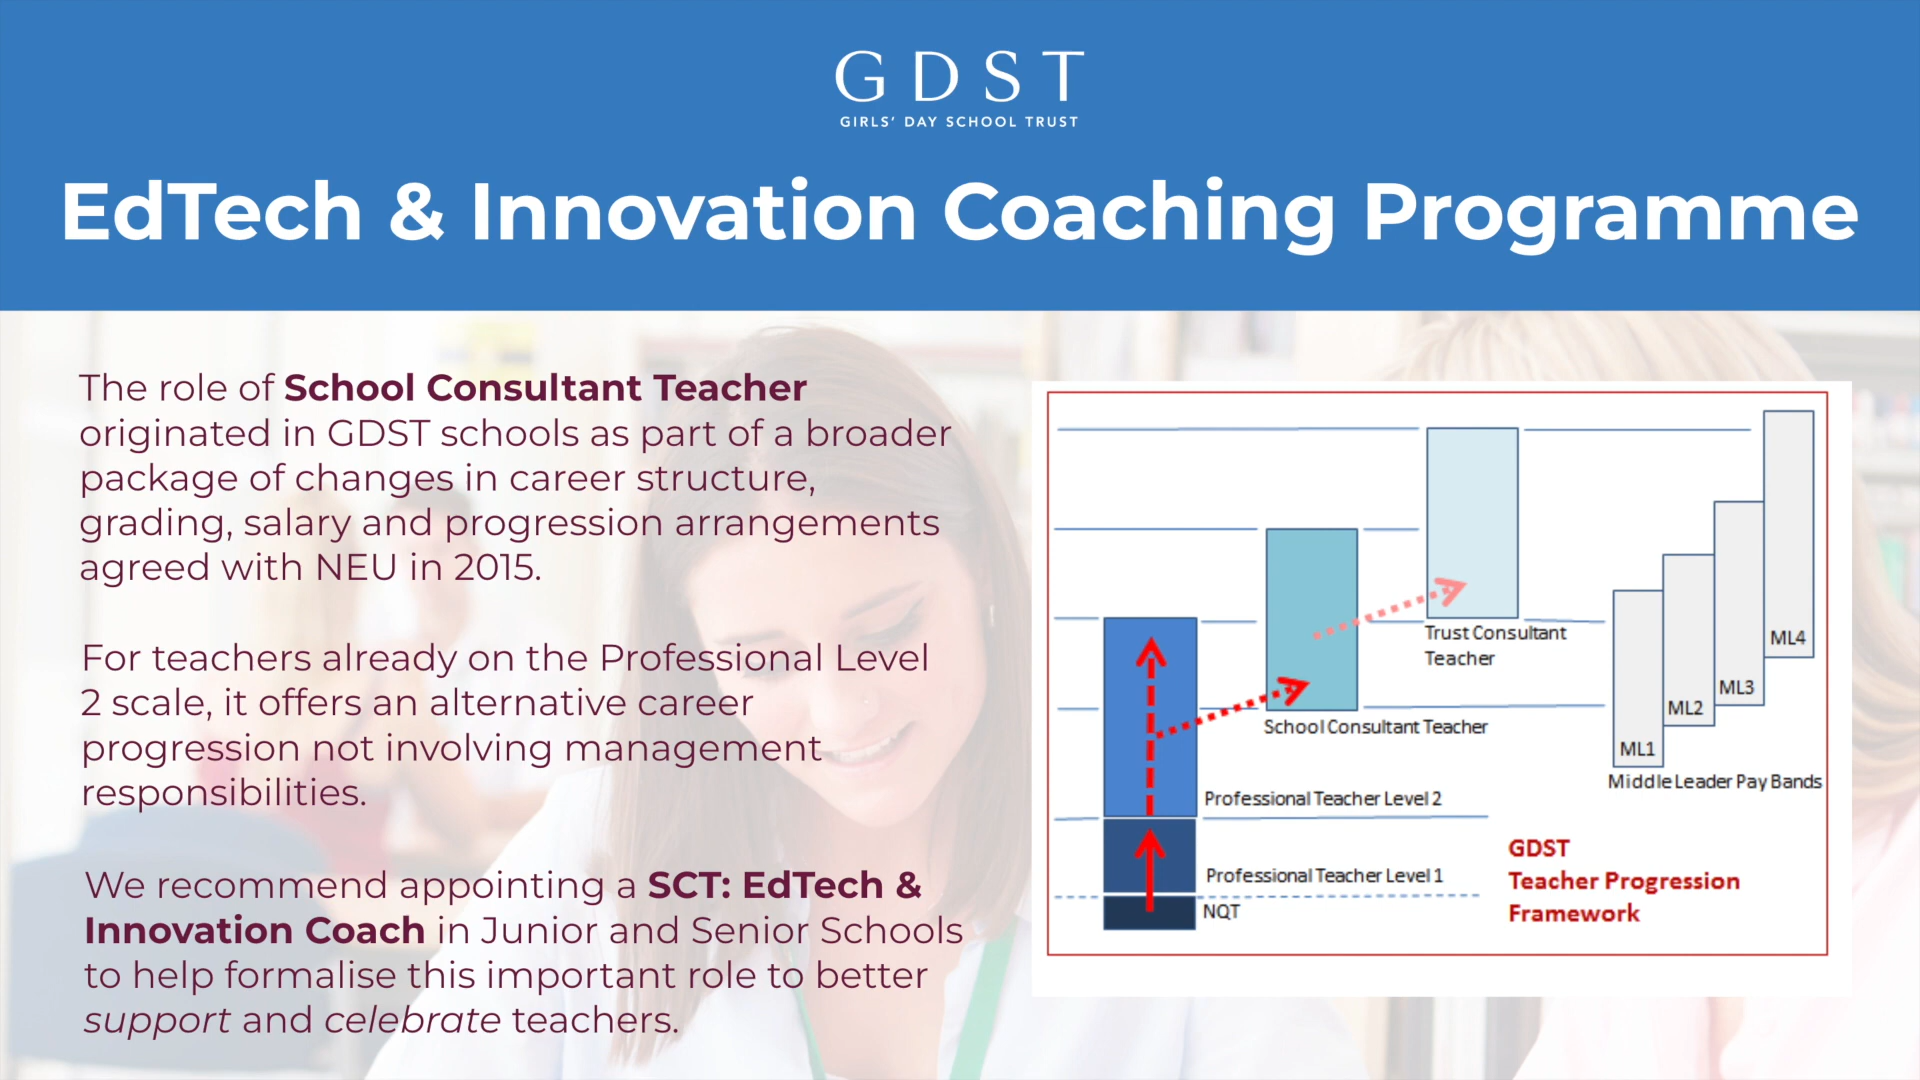 GDST
GIRLS' DAY SCHOOL TRUST
EdTech & Innovation Coaching Programme
The role of School Consultant Teacher
originated in GDST schools as part of a broader
package of changes in career structure,
grading, salary and progression arrangements
agreed with NEU in 2015.
For teachers already on the Professional Level
2 scale, it offers an alternative career
progression not involving management
responsibilities.
We recommend appointing a SCT: EdTech &
Innovation Coach in Junior and Senior Schools
to help formalise this important role to better
support and celebrate teachers.
Trust Consultant
Teacher
School Consultant Teacher
ML4
ML3
ML2
ML1
Middle Leader Pay Bands
Professional Teacher Level 2
Professional Teacher Level 1
NQT
GDST
Teacher Progression
Framework